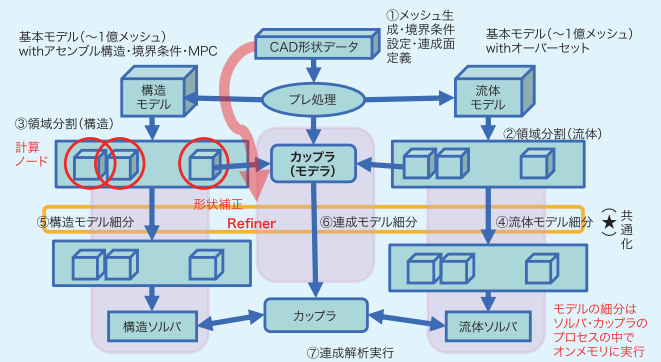 ①メッシュ生
成・境界条件
設定・連成面
定義
基本モデル(〜1億メッシュ)
withアセンブル構造・境界条件・MPC
CAD形状データ
基本モデル(〜1億メッシュ)
withオーバーセット
構造
モデル
プレ処理
流体
モデル
③領域分割(構造)
②領域分割(流体)
計算
ノード
カップラ
(モデラ)
形状補正
⑤構造モデル細分
Refiner
⑥連成モデル細分
④流体モデル細分
(★)
共通化
構造ソルバ
カップラ
流体ソルバ
モデルの細分は
ソルバ・カップラの
プロセスの中で
オンメモリに実行
⑦連成解析実行